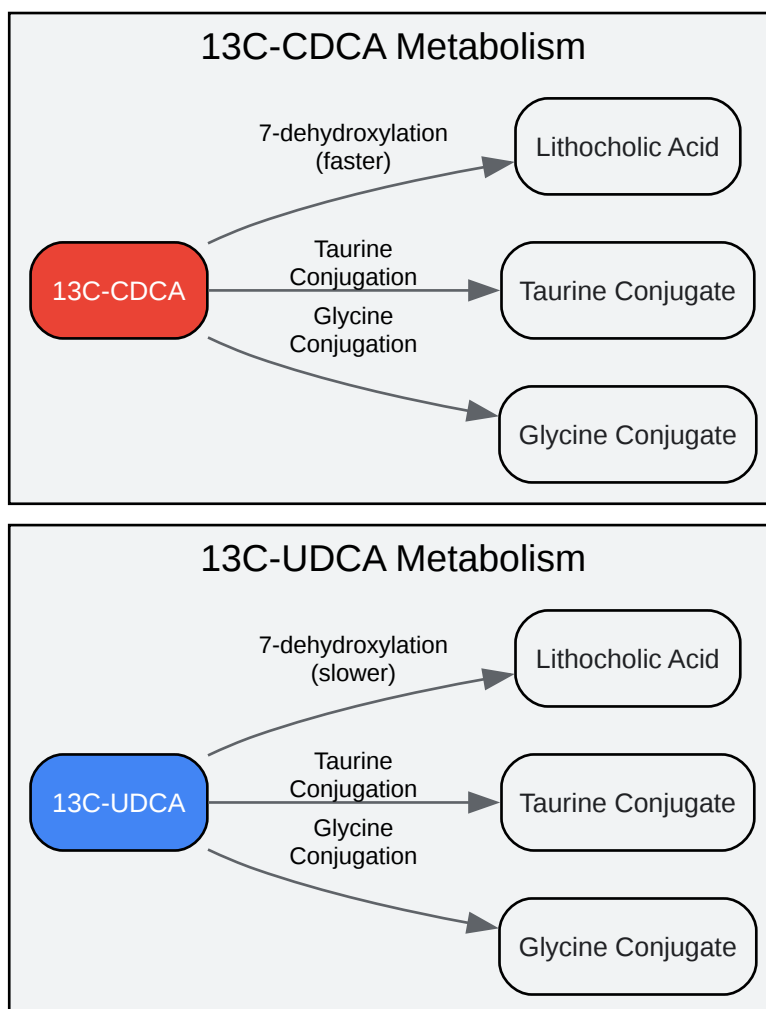 13C-CDCA Metabolism
7-dehydroxylation
(faster)
Lithocholic Acid
13C-CDCA
Taurine
Conjugation
Taurine Conjugate
Glycine
Conjugation
Glycine Conjugate
13C-UDCA Metabolism
7-dehydroxylation
(slower)
Lithocholic Acid
13C-UDCA
Taurine
Conjugation
Taurine Conjugate
Glycine
Conjugation
Glycine Conjugate